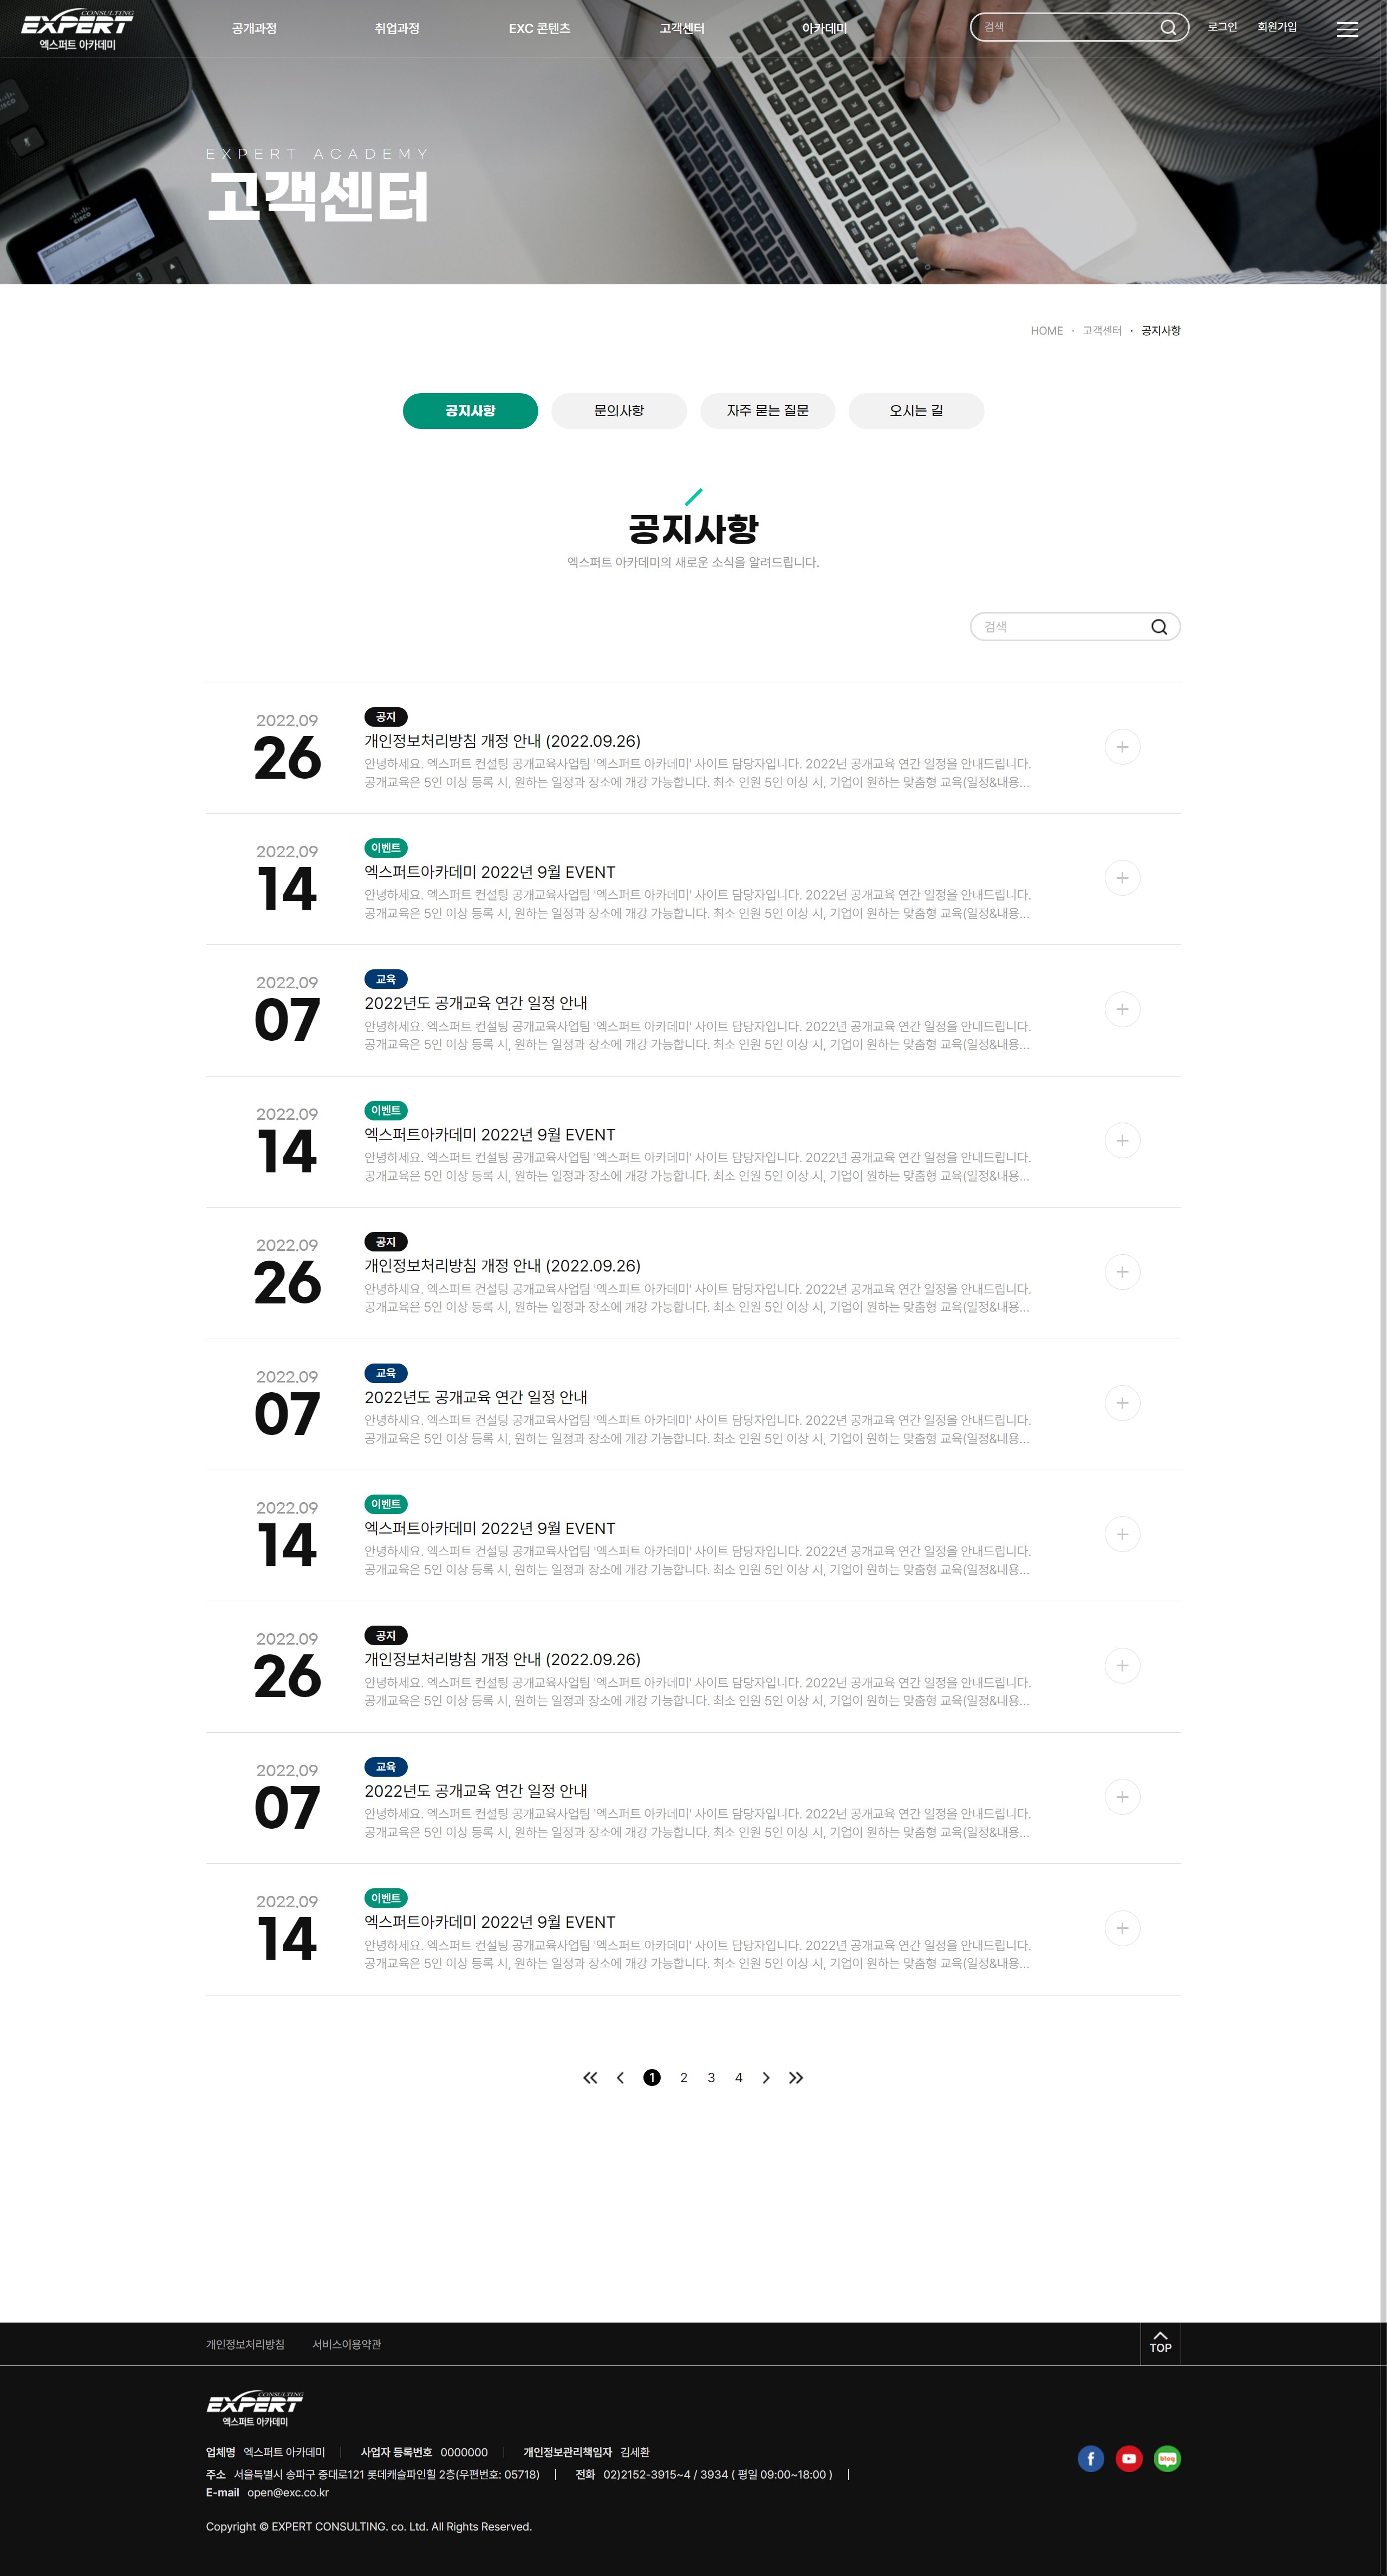 CONSULTING
EXPERT
엑스퍼트 아카데미
공개과정 취업과정 EXC 콘텐츠 고객센터 아카데미
검색
로그인 회원가입
EXPERT ACADEMY
고객센터
CISCO
HOME · 고객센터 · 공지사항
공지사항 문의사항 자주 묻는 질문 오시는 길
공지사항
엑스퍼트 아카데미의 새로운 소식을 알려드립니다.
검색
2022.09
26
공지
개인정보처리방침 개정 안내 (2022.09.26)
안녕하세요. 엑스퍼트 컨설팅 공개교육사업팀 '엑스퍼트 아카데미' 사이트 담당자입니다. 2022년 공개교육 연간 일정을 안내드립니다.
공개교육은 5인 이상 등록 시, 원하는 일정과 장소에 개강 가능합니다. 최소 인원 5인 이상 시, 기업이 원하는 맞춤형 교육(일정&내용...
2022.09
14
이벤트
엑스퍼트아카데미 2022년 9월 EVENT
안녕하세요. 엑스퍼트 컨설팅 공개교육사업팀 '엑스퍼트 아카데미' 사이트 담당자입니다. 2022년 공개교육 연간 일정을 안내드립니다.
공개교육은 5인 이상 등록 시, 원하는 일정과 장소에 개강 가능합니다. 최소 인원 5인 이상 시, 기업이 원하는 맞춤형 교육(일정&내용...
2022.09
07
교육
2022년도 공개교육 연간 일정 안내
안녕하세요. 엑스퍼트 컨설팅 공개교육사업팀 '엑스퍼트 아카데미' 사이트 담당자입니다. 2022년 공개교육 연간 일정을 안내드립니다.
공개교육은 5인 이상 등록 시, 원하는 일정과 장소에 개강 가능합니다. 최소 인원 5인 이상 시, 기업이 원하는 맞춤형 교육(일정&내용...
2022.09
14
이벤트
엑스퍼트아카데미 2022년 9월 EVENT
안녕하세요. 엑스퍼트 컨설팅 공개교육사업팀 '엑스퍼트 아카데미' 사이트 담당자입니다. 2022년 공개교육 연간 일정을 안내드립니다.
공개교육은 5인 이상 등록 시, 원하는 일정과 장소에 개강 가능합니다. 최소 인원 5인 이상 시, 기업이 원하는 맞춤형 교육(일정&내용...
2022.09
26
공지
개인정보처리방침 개정 안내 (2022.09.26)
안녕하세요. 엑스퍼트 컨설팅 공개교육사업팀 '엑스퍼트 아카데미' 사이트 담당자입니다. 2022년 공개교육 연간 일정을 안내드립니다.
공개교육은 5인 이상 등록 시, 원하는 일정과 장소에 개강 가능합니다. 최소 인원 5인 이상 시, 기업이 원하는 맞춤형 교육(일정&내용...
2022.09
07
교육
2022년도 공개교육 연간 일정 안내
안녕하세요. 엑스퍼트 컨설팅 공개교육사업팀 '엑스퍼트 아카데미' 사이트 담당자입니다. 2022년 공개교육 연간 일정을 안내드립니다.
공개교육은 5인 이상 등록 시, 원하는 일정과 장소에 개강 가능합니다. 최소 인원 5인 이상 시, 기업이 원하는 맞춤형 교육(일정&내용...
2022.09
14
이벤트
엑스퍼트아카데미 2022년 9월 EVENT
안녕하세요. 엑스퍼트 컨설팅 공개교육사업팀 '엑스퍼트 아카데미' 사이트 담당자입니다. 2022년 공개교육 연간 일정을 안내드립니다.
공개교육은 5인 이상 등록 시, 원하는 일정과 장소에 개강 가능합니다. 최소 인원 5인 이상 시, 기업이 원하는 맞춤형 교육(일정&내용...
2022.09
26
공지
개인정보처리방침 개정 안내 (2022.09.26)
안녕하세요. 엑스퍼트 컨설팅 공개교육사업팀 '엑스퍼트 아카데미' 사이트 담당자입니다. 2022년 공개교육 연간 일정을 안내드립니다.
공개교육은 5인 이상 등록 시, 원하는 일정과 장소에 개강 가능합니다. 최소 인원 5인 이상 시, 기업이 원하는 맞춤형 교육(일정&내용...
2022.09
07
교육
2022년도 공개교육 연간 일정 안내
안녕하세요. 엑스퍼트 컨설팅 공개교육사업팀 '엑스퍼트 아카데미' 사이트 담당자입니다. 2022년 공개교육 연간 일정을 안내드립니다.
공개교육은 5인 이상 등록 시, 원하는 일정과 장소에 개강 가능합니다. 최소 인원 5인 이상 시, 기업이 원하는 맞춤형 교육(일정&내용...
2022.09
14
이벤트
엑스퍼트아카데미 2022년 9월 EVENT
안녕하세요. 엑스퍼트 컨설팅 공개교육사업팀 '엑스퍼트 아카데미' 사이트 담당자입니다. 2022년 공개교육 연간 일정을 안내드립니다.
공개교육은 5인 이상 등록 시, 원하는 일정과 장소에 개강 가능합니다. 최소 인원 5인 이상 시, 기업이 원하는 맞춤형 교육(일정&내용...
1 2 3 4
개인정보처리방침 서비스이용약관
TOP
CONSULTING
EXPERT
엑스퍼트 아카데미
업체명 엑스퍼트 아카데미 | 사업자 등록번호 0000000 | 개인정보관리책임자 김세환
주소 서울특별시 송파구 중대로121 롯데캐슬파인힐 2층(우편번호: 05718) | 전화 02)2152-3915~4 / 3934 ( 평일 09:00~18:00 ) |
E-mail open@exc.co.kr
blog
Copyright © EXPERT CONSULTING. co. Ltd. All Rights Reserved.